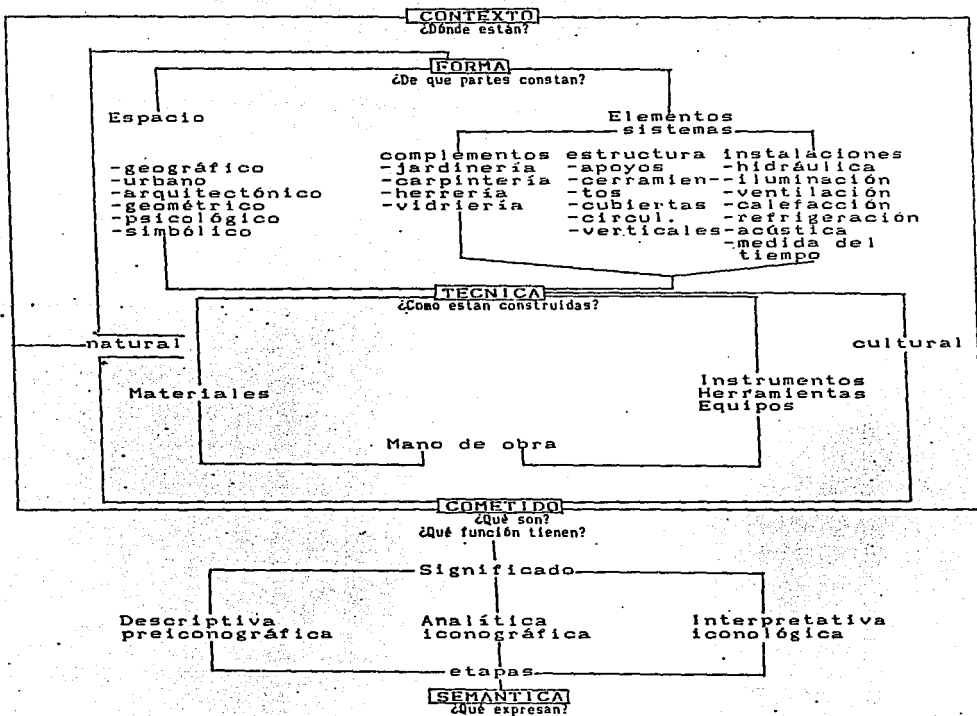 CONTEXTO
¿Dónde están?
FORMA
¿De que partes constan?
Espacio
-geográfico
-urbano
-arquitectónico
-geométrico
-psicológico
-simbólico
Elementos
sistemas
complementos
-jardinería
-carpintería
-herrería
-vidriería
estructura
-apoyos
-cerramien-
-tos
-cubiertas
-circul.
-verticales
instalaciones
-hidráulica
-iluminación
-ventilación
-calefacción
-refrigeración
-acústica
-medida del
tiempo
TECNICA
¿Como estan construidas?
natural
cultural
Materiales
Instrumentos
Herramientas
Equipos
Mano de obra
COMETIDO
¿Qué son?
¿Qué función tienen?
Significado
Descriptiva
preiconográfica
Analítica
iconográfica
Interpretativa
iconológica
etapas
SEMANTICA
¿Qué expresan?